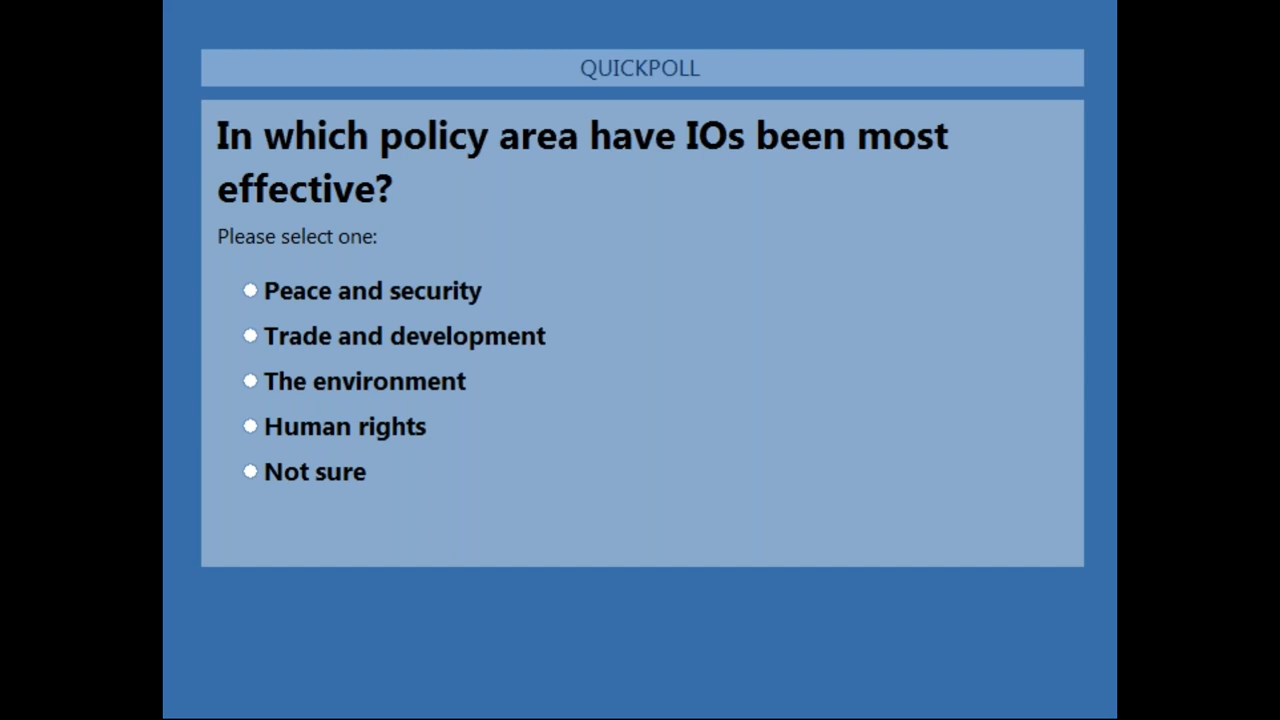 QUICKPOLL
In which policy area have IOs been most
effective?
Please select one:
Peace and security
Trade and development
The environment
Human rights
Not sure